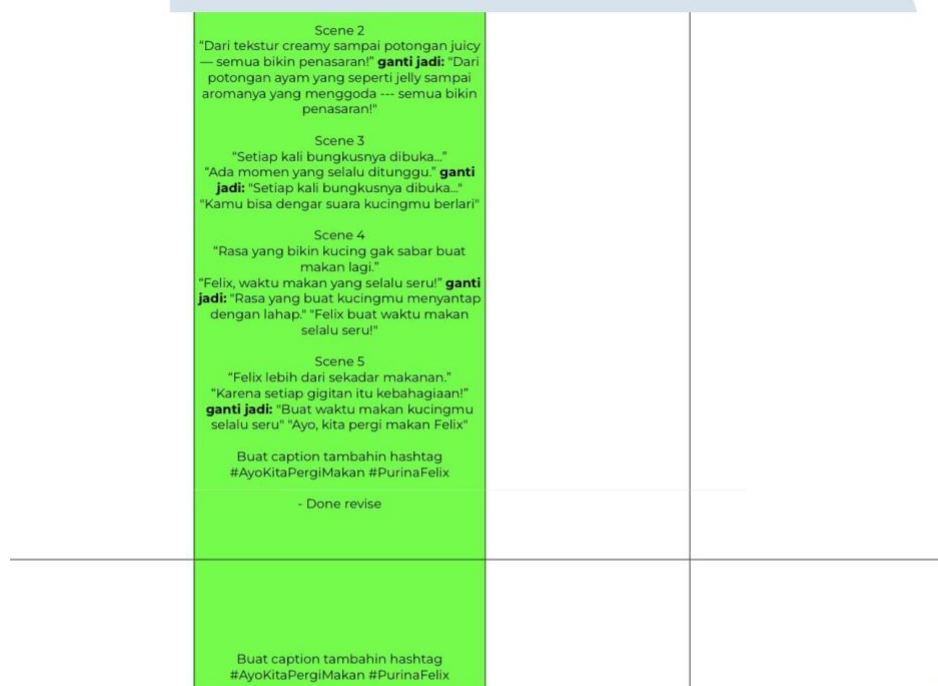 Scene 2
"Dari tekstur creamy sampai potongan juicy
— semua bikin penasaran!" ganti jadi: "Dari
potongan ayam yang seperti jelly sampai
aromanya yang menggoda --- semua bikin
penasaran!"
Scene 3
"Setiap kali bungkusnya dibuka..."
"Ada momen yang selalu ditunggu." ganti
jadi: "Setiap kali bungkusnya dibuka..."
"Kamu bisa dengar suara kucingmu berlari"
Scene 4
"Rasa yang bikin kucing gak sabar buat
makan lagi."
"Felix, waktu makan yang selalu seru!" ganti
jadi: "Rasa yang buat kucingmu menyantap
dengan lahap." "Felix buat waktu makan
selalu seru!"
Scene 5
"Felix lebih dari sekadar makanan."
"Karena setiap gigitan itu kebahagiaan!"
ganti jadi: "Buat waktu makan kucingmu
selalu seru" "Ayo, kita pergi makan Felix"
Buat caption tambahin hashtag
#AyoKitaPergiMakan #PurinaFelix
- Done revise
Buat caption tambahin hashtag
#AyoKitaPergiMakan #PurinaFelix